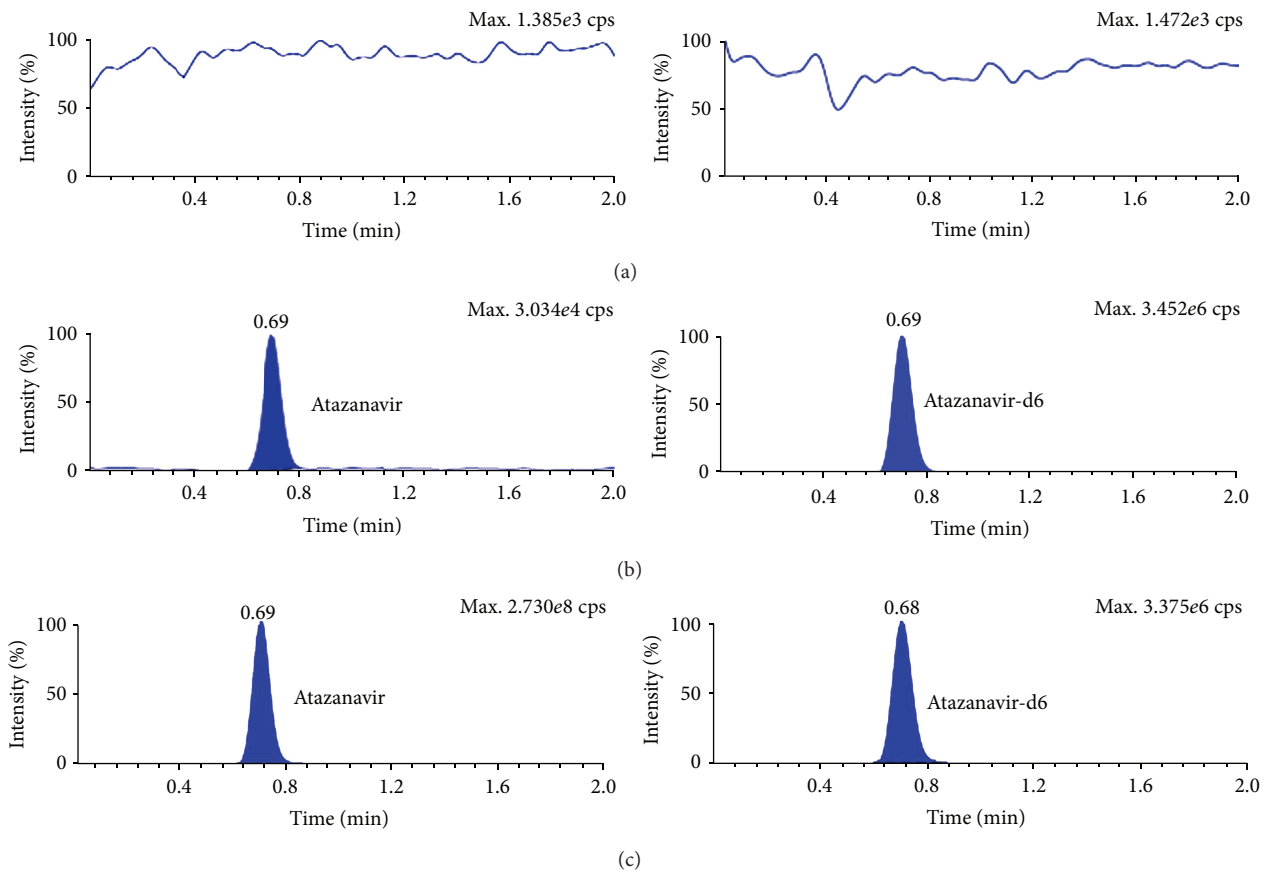 Max. 1.385e3 cps
100
50
0
Intensity (%)
0.4 0.8 1.2 1.6 2.0
Time (min)
Max. 1.472e3 cps
100
50
0
Intensity (%)
0.4 0.8 1.2 1.6 2.0
Time (min)
(a)
Max. 3.034e4 cps
0.69
100
50
0
Intensity (%)
Atazanavir
0.4 0.8 1.2 1.6 2.0
Time (min)
Max. 3.452e6 cps
0.69
100
50
0
Intensity (%)
Atazanavir-d6
0.4 0.8 1.2 1.6 2.0
Time (min)
(b)
Max. 2.730e8 cps
0.69
100
50
0
Intensity (%)
Atazanavir
0.4 0.8 1.2 1.6 2.0
Time (min)
Max. 3.375e6 cps
0.68
100
50
0
Intensity (%)
Atazanavir-d6
0.4 0.8 1.2 1.6 2.0
Time (min)
(c)